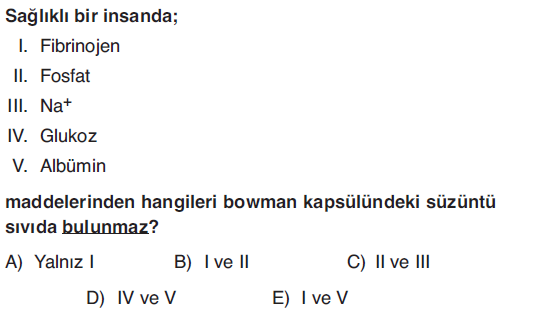 Sağlıklı bir insanda;
I. Fibrinojen
II. Fosfat
III. Na⁺
IV. Glukoz
V. Albümin
maddelerinden hangileri bowman kapsülündeki süzüntü
sıvıda bulunmaz?
A) Yalnız I B) I ve II C) II ve III
D) IV ve V E) I ve V